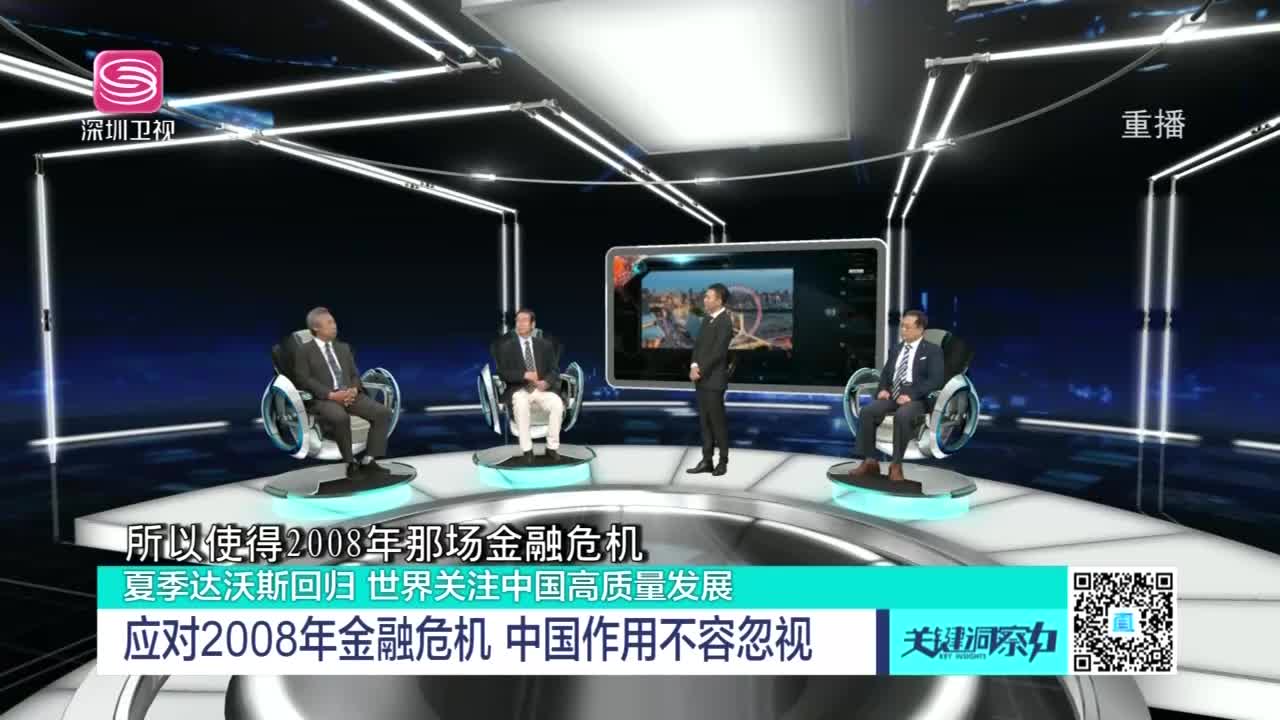 深圳卫视
重播
所以使得2008年那场金融危机
夏季达沃斯回归 世界关注中国高质量发展
应对2008年金融危机 中国作用不容忽视
关键洞察力
KEY INSIGHTS